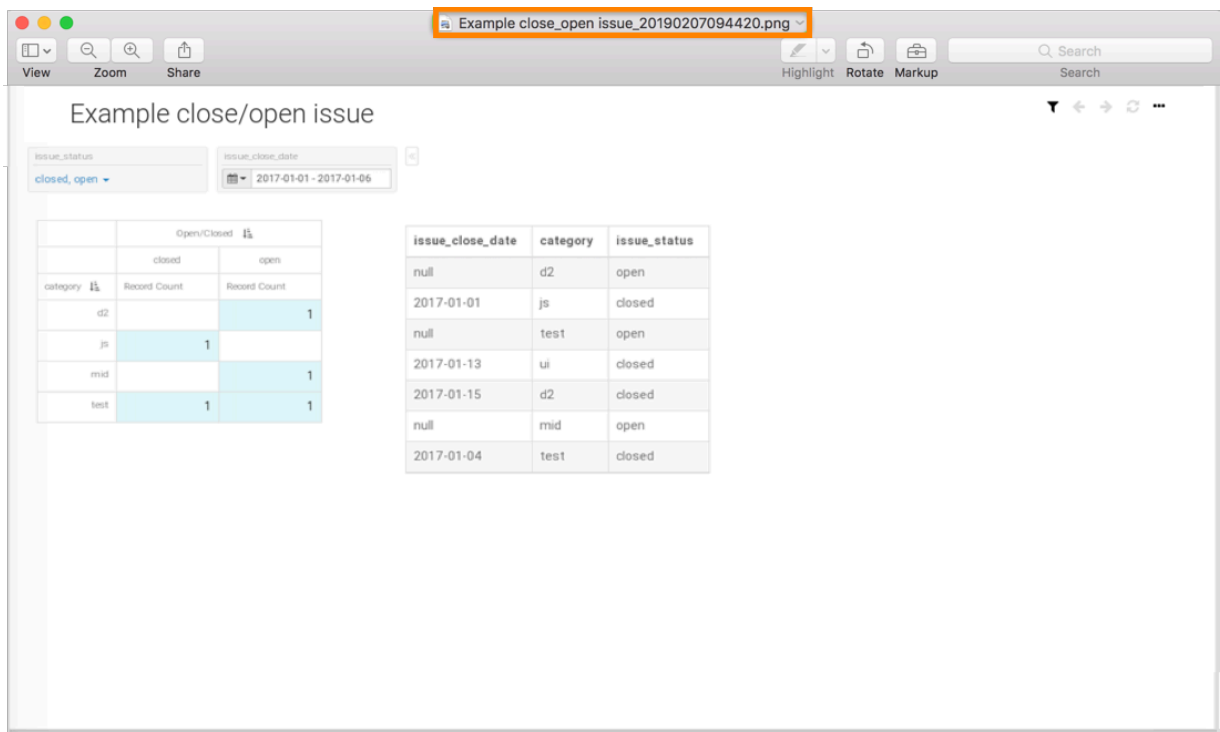 Example close_open issue_20190207094420.png
View Zoom Share Highlight Rotate Markup Search
Search
Example close/open issue
issue_status
closed, open
issue_close_date
2017-01-01 - 2017-01-06
Open/Closed
closed open
category Record Count Record Count
d2 1
js 1
mid 1
test 1 1
issue_close_date category issue_status
null d2 open
2017-01-01 js closed
null test open
2017-01-13 ui closed
2017-01-15 d2 closed
null mid open
2017-01-04 test closed